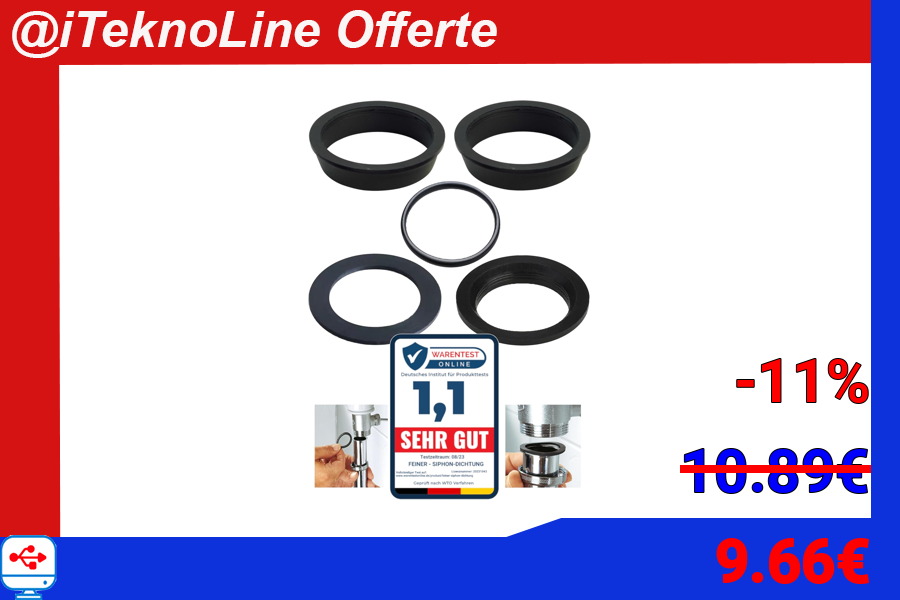 @iTeknoLine Offerte
WARENTEST
ONLINE
Deutsches Institut für Produkttests
1,1
SEHR GUT
Testzeitraum: 08/23
FEINER - SIPHON-DICHTUNG
Geprüft nach WTO Verfahren
-11%
10.89€
9.66€